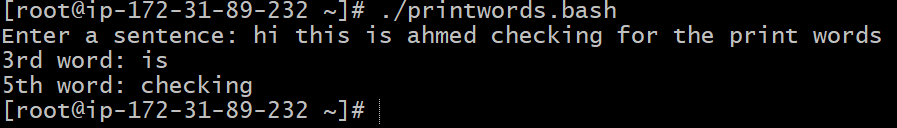 [root@ip-172-31-89-232 ~]# ./printwords.bash
Enter a sentence: hi this is ahmed checking for the print words
3rd word: is
5th word: checking
[root@ip-172-31-89-232 ~]#